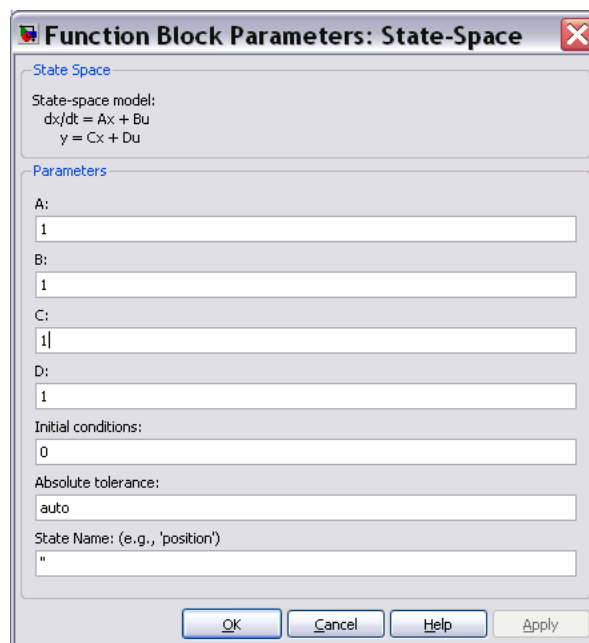 Function Block Parameters: State-Space
State Space
State-space model:
dx/dt = Ax + Bu
y = Cx + Du
Parameters
A:
1
B:
1
C:
1
D:
1
Initial conditions:
0
Absolute tolerance:
auto
State Name: (e.g., 'position')
''
OK Cancel Help Apply